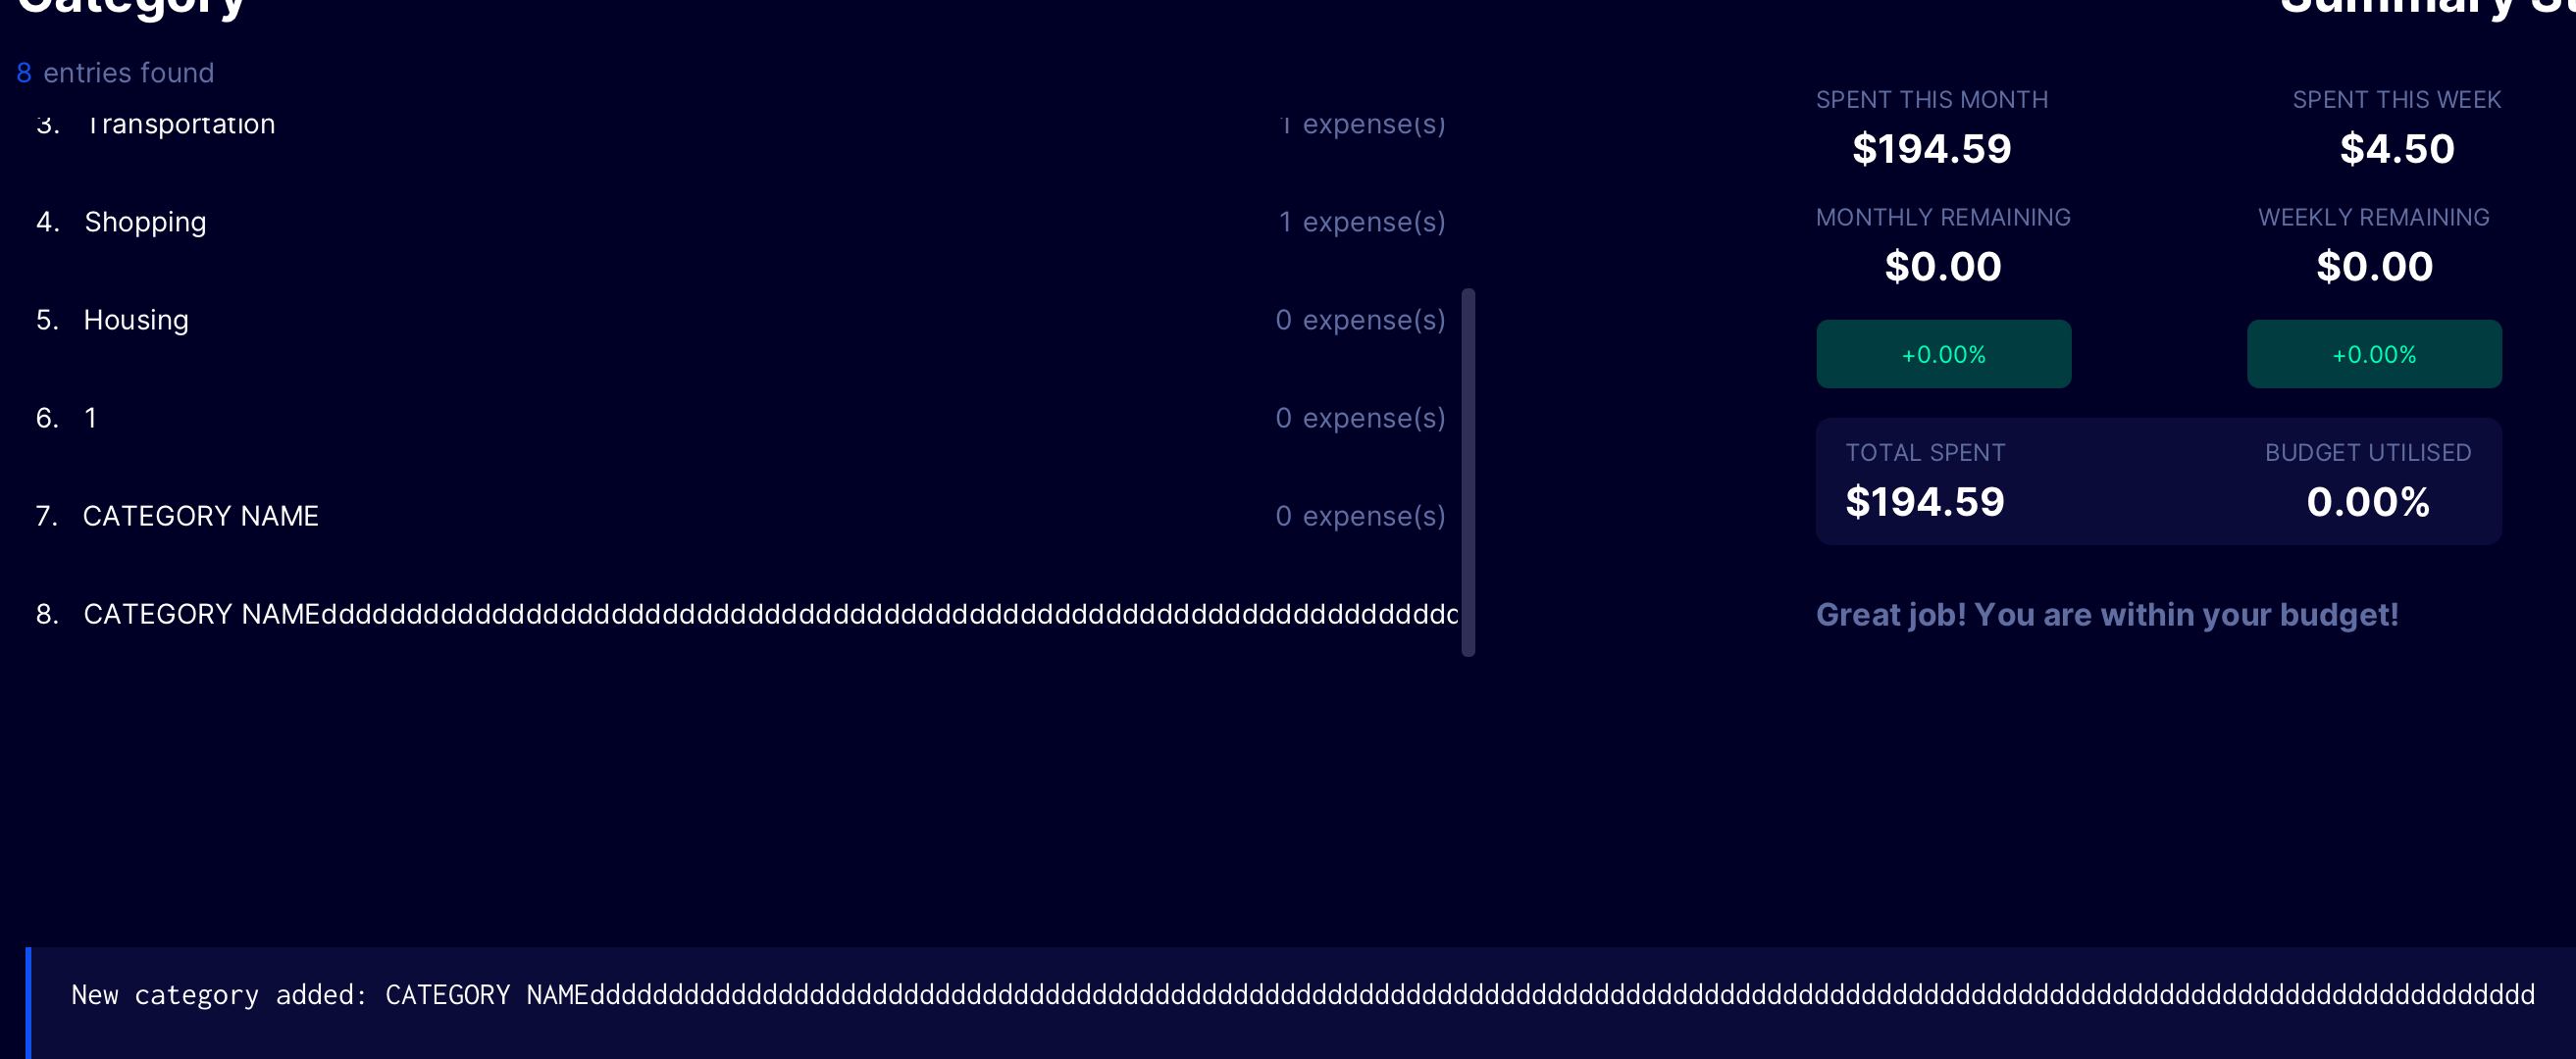 Category
8 entries found
3. Transportation 1 expense(s)
4. Shopping 1 expense(s)
5. Housing 0 expense(s)
6. 1 0 expense(s)
7. CATEGORY NAME 0 expense(s)
8. CATEGORY NAMEddddddddddddddddddddddddddddddddddddddddddddddddddddddddddddddddddd
Summary St
SPENT THIS MONTH SPENT THIS WEEK
$194.59 $4.50
MONTHLY REMAINING WEEKLY REMAINING
$0.00 $0.00
+0.00% +0.00%
TOTAL SPENT BUDGET UTILISED
$194.59 0.00%
Great job! You are within your budget!
New category added: CATEGORY NAMEdddddddddddddddddddddddddddddddddddddddddddddddddddddddddddddddddddddddddddddddddddddddddddddddddddddddddddddddddddddddddddd